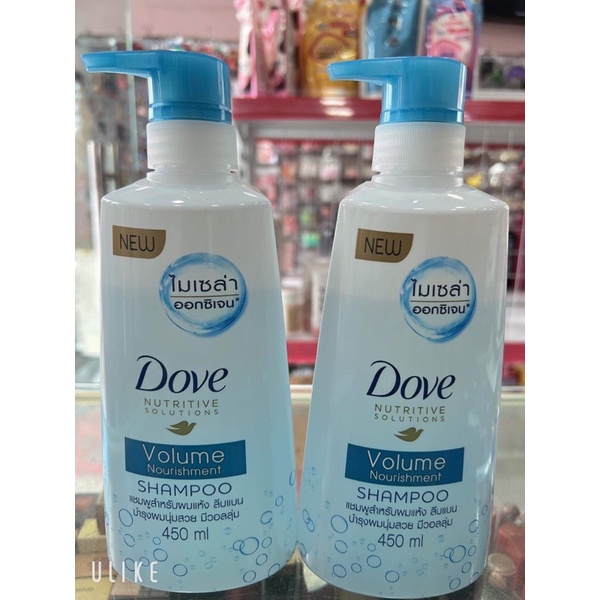 NEW
ไมเซล่า
ออกซิเจน*
Dove
NUTRITIVE
SOLUTIONS
Volume
Nourishment
SHAMPOO
แชมพูสำหรับผมแห้ง ลีบแบน
บำรุงผมนุ่มสวย มีวอลลุ่ม
450 ml
NEW
ไมเซล่า
ออกซิเจน*
Dove
NUTRITIVE
SOLUTIONS
Volume
Nourishment
SHAMPOO
แชมพูสำหรับผมแห้ง ลีบแบน
บำรุงผมนุ่มสวย มีวอลลุ่ม
450 ml
ULIKE